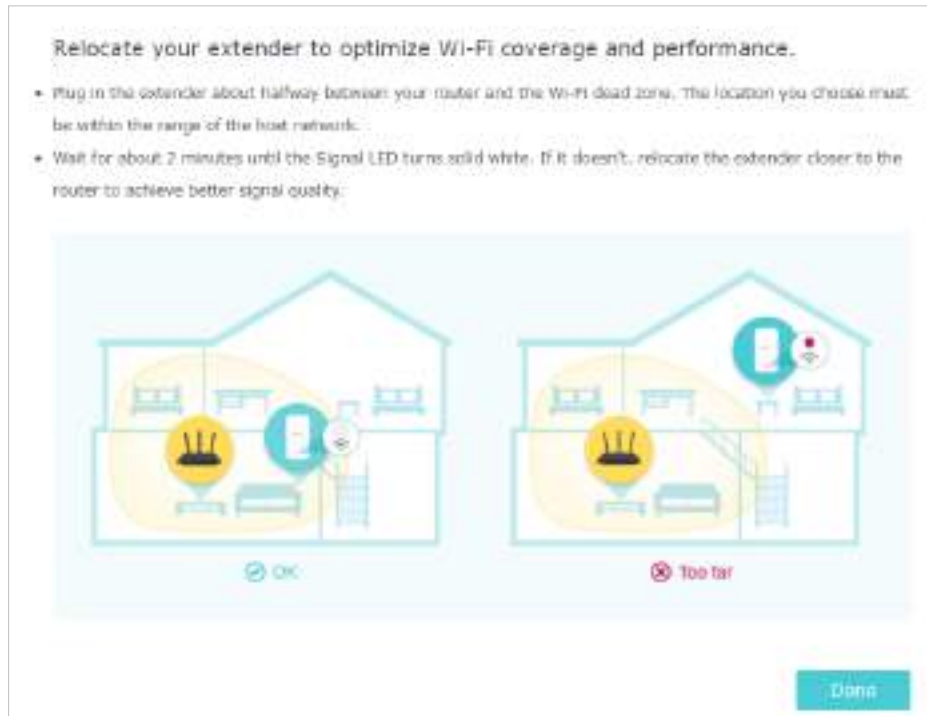 Relocate your extender to optimize Wi-Fi coverage and performance.
• Plug in the extender about halfway between your router and the Wi-Fi dead zone. The location you choose must
be within the range of the host network.
• Wait for about 2 minutes until the Signal LED turns solid white. If it doesn't, relocate the extender closer to the
router to achieve better signal quality.
OK
Too far
Done